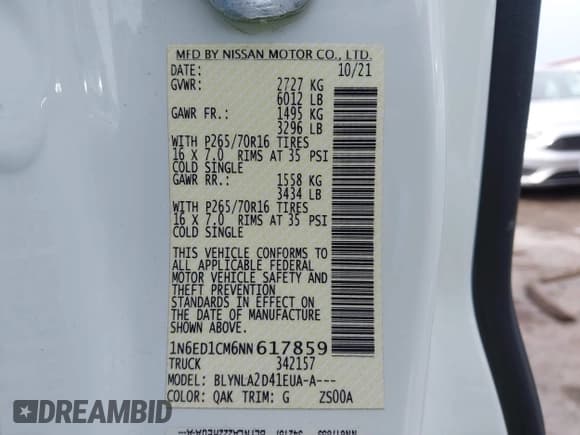 MFD BY NISSAN MOTOR CO., LTD.
DATE: 10/21
GVWR: 2727 KG
6012 LB
GAWR FR.: 1495 KG
3296 LB
WITH P265/70R16 TIRES
16 X 7.0 RIMS AT 35 PSI
COLD SINGLE
GAWR RR.: 1558 KG
3434 LB
WITH P265/70R16 TIRES
16 X 7.0 RIMS AT 35 PSI
COLD SINGLE
THIS VEHICLE CONFORMS TO
ALL APPLICABLE FEDERAL
MOTOR VEHICLE SAFETY AND
THEFT PREVENTION
STANDARDS IN EFFECT ON
THE DATE OF MANUFACTURE
SHOWN ABOVE.
1N6ED1CM6NN617859
TRUCK 342157
MODEL: BLYNLA2D41EUA-A---
COLOR: QAK TRIM: G ZS00A
DREAMBID